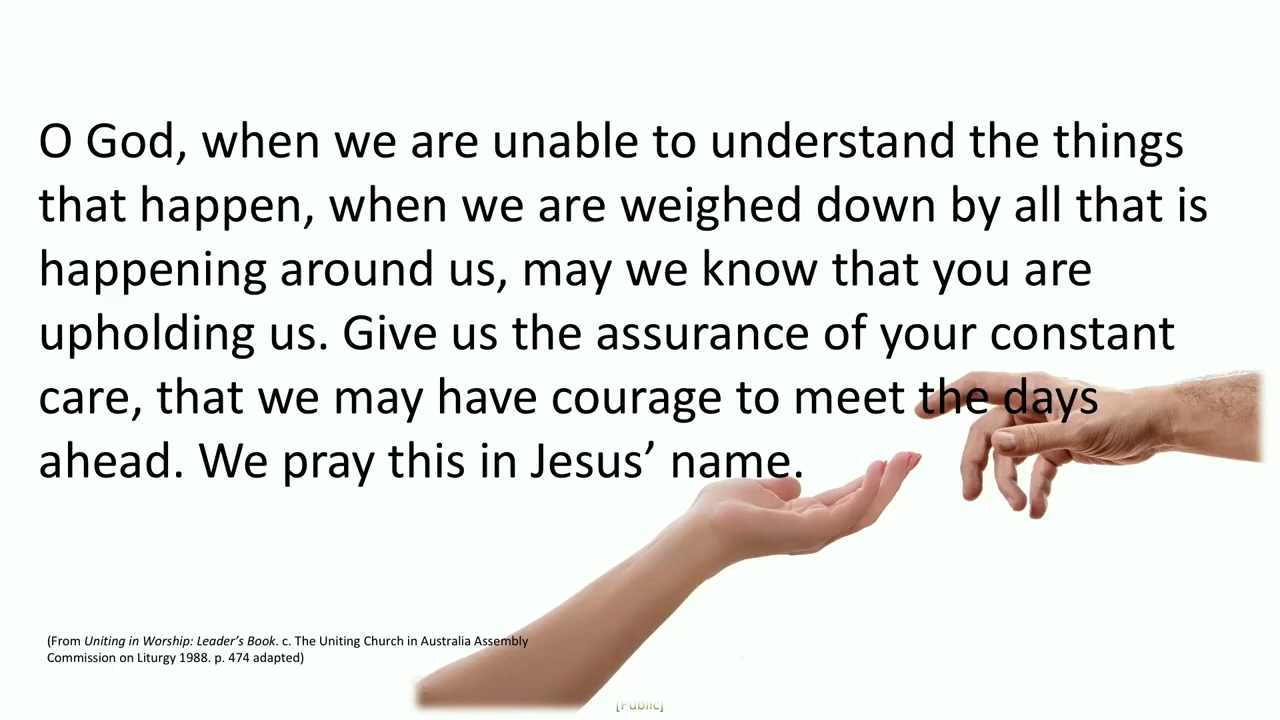 O God, when we are unable to understand the things
that happen, when we are weighed down by all that is
happening around us, may we know that you are
upholding us. Give us the assurance of your constant
care, that we may have courage to meet the days
ahead. We pray this in Jesus’ name.
(From Uniting in Worship: Leader’s Book. c. The Uniting Church in Australia Assembly
Commission on Liturgy 1988. p. 474 adapted)
[Public]